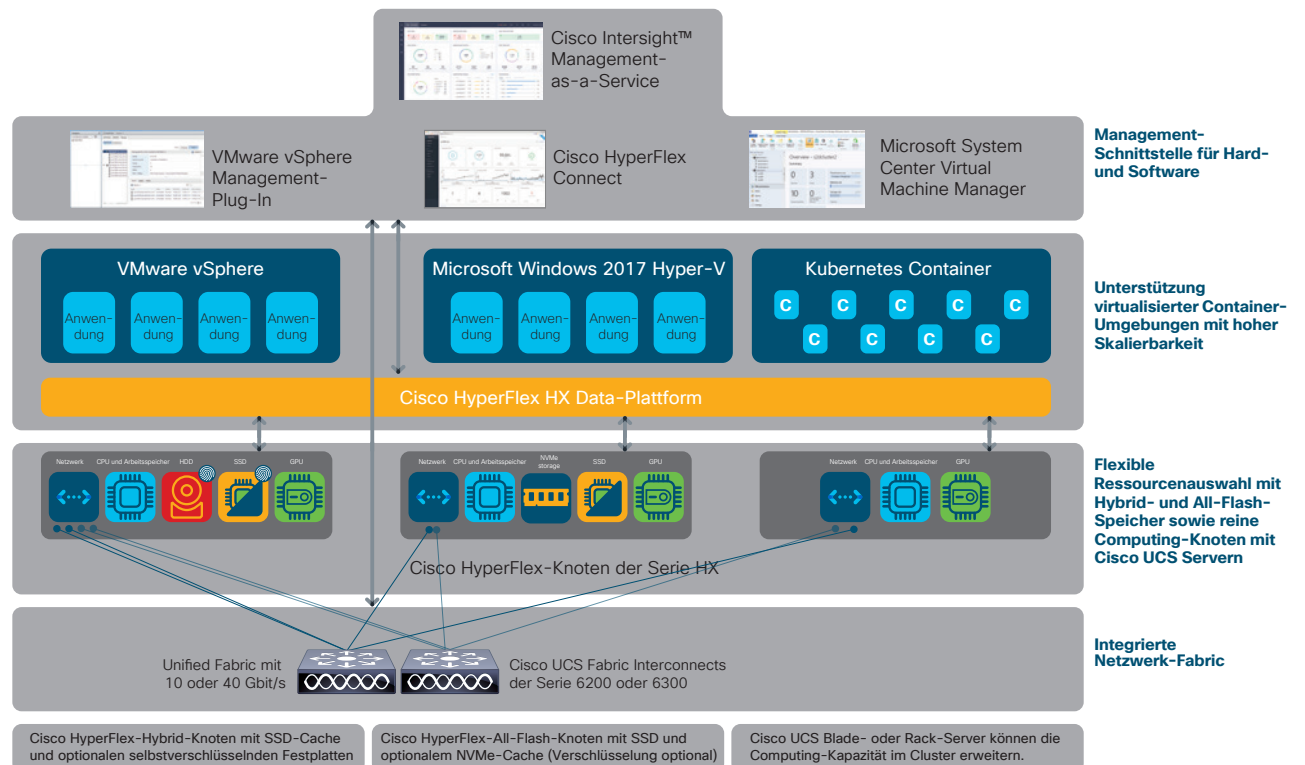 Cisco Intersight™
Management-
as-a-Service
VMware vSphere
Management-
Plug-In
Cisco HyperFlex
Connect
Microsoft System
Center Virtual
Machine Manager
Management-
Schnittstelle für Hard-
und Software
VMware vSphere
Anwen-
dung
Anwen-
dung
Anwen-
dung
Anwen-
dung
Microsoft Windows 2017 Hyper-V
Anwen-
dung
Anwen-
dung
Anwen-
dung
Anwen-
dung
Kubernetes Container
C C C C C
C C C C
Unterstützung
virtualisierter Container-
Umgebungen mit hoher
Skalierbarkeit
Cisco HyperFlex HX Data-Plattform
Netzwerk CPU und Arbeitsspeicher HDD SSD GPU
Netzwerk CPU und Arbeitsspeicher NVMe
storage SSD GPU
Netzwerk CPU und Arbeitsspeicher GPU
Cisco HyperFlex-Knoten der Serie HX
Flexible
Ressourcenauswahl mit
Hybrid- und All-Flash-
Speicher sowie reine
Computing-Knoten mit
Cisco UCS Servern
Unified Fabric mit
10 oder 40 Gbit/s
Cisco UCS Fabric Interconnects
der Serie 6200 oder 6300
Integrierte
Netzwerk-Fabric
Cisco HyperFlex-Hybrid-Knoten mit SSD-Cache
und optionalen selbstverschlüsselnden Festplatten
Cisco HyperFlex-All-Flash-Knoten mit SSD und
optionalem NVMe-Cache (Verschlüsselung optional)
Cisco UCS Blade- oder Rack-Server können die
Computing-Kapazität im Cluster erweitern.